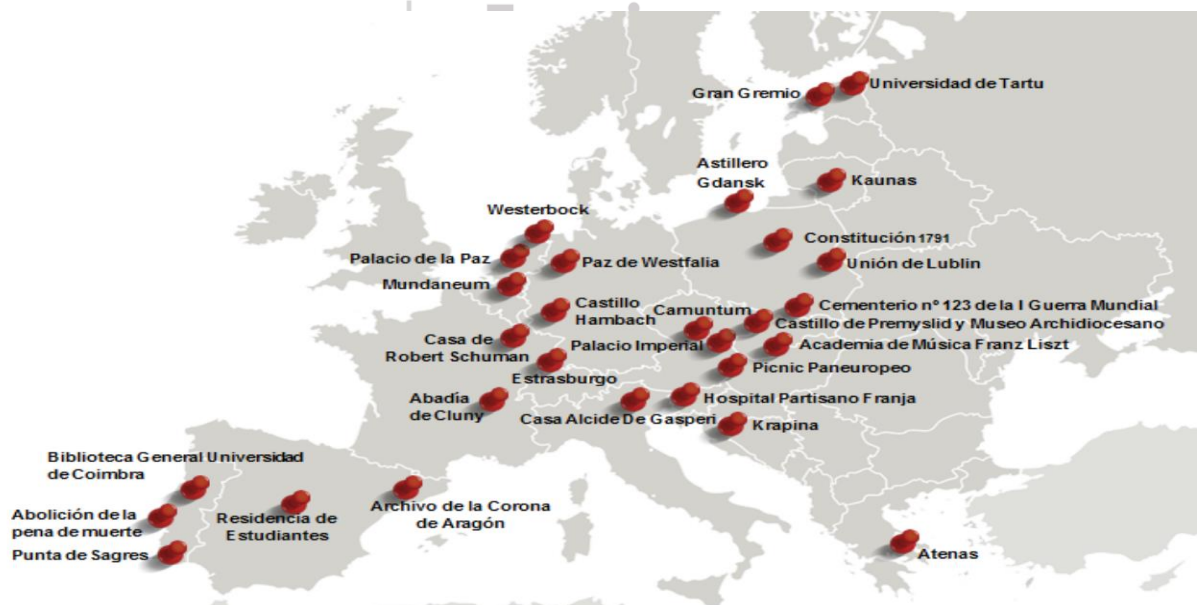 Universidad de Tartu
Gran Gremio
Astillero
Gdansk
Kaunas
Westerbock
Constitución 1791
Palacio de la Paz
Paz de Westfalia
Unión de Lublin
Mundaneum
Castillo
Hambach
Camuntum
Cementerio nº 123 de la I Guerra Mundial
Castillo de Premyslid y Museo Archidiocesano
Casa de
Robert Schuman
Palacio Imperial
Academia de Música Franz Liszt
Estrasburgo
Picnic Paneuropeo
Abadía
de Cluny
Casa Alcide De Gasperi
Hospital Partisano Franja
Krapina
Biblioteca General Universidad
de Coimbra
Abolición de la
pena de muerte
Residencia de
Estudiantes
Archivo de la Corona
de Aragón
Punta de Sagres
Atenas